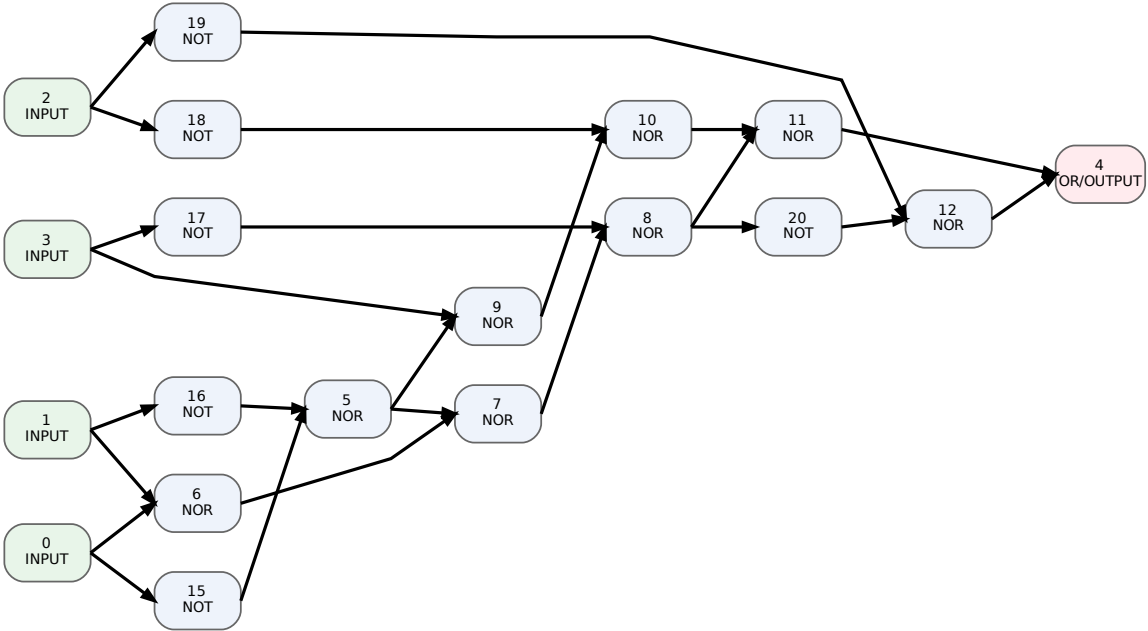 19
NOT
2
INPUT
18
NOT
10
NOR
11
NOR
4
OR/OUTPUT
17
NOT
3
INPUT
8
NOR
20
NOT
12
NOR
9
NOR
16
NOT
5
NOR
7
NOR
1
INPUT
6
NOR
0
INPUT
15
NOT